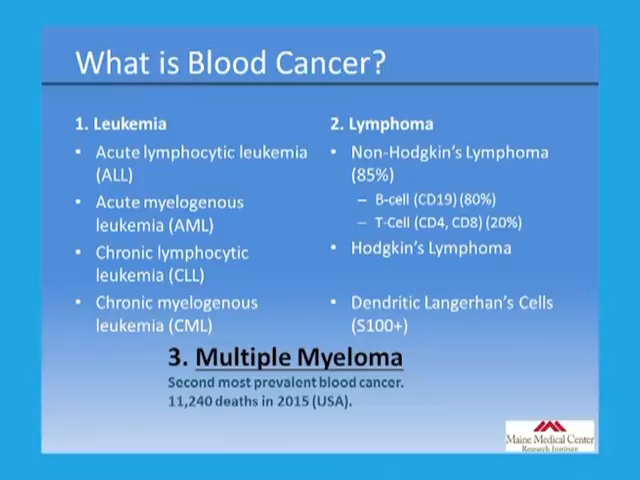 What is Blood Cancer?
1. Leukemia
• Acute lymphocytic leukemia
(ALL)
• Acute myelogenous
leukemia (AML)
• Chronic lymphocytic
leukemia (CLL)
• Chronic myelogenous
leukemia (CML)
2. Lymphoma
• Non-Hodgkin's Lymphoma
(85%)
– B-cell (CD19) (80%)
– T-Cell (CD4, CD8) (20%)
• Hodgkin's Lymphoma
• Dendritic Langerhan's Cells
(S100+)
3. Multiple Myeloma
Second most prevalent blood cancer.
11,240 deaths in 2015 (USA).
Maine Medical Center
Research Institute